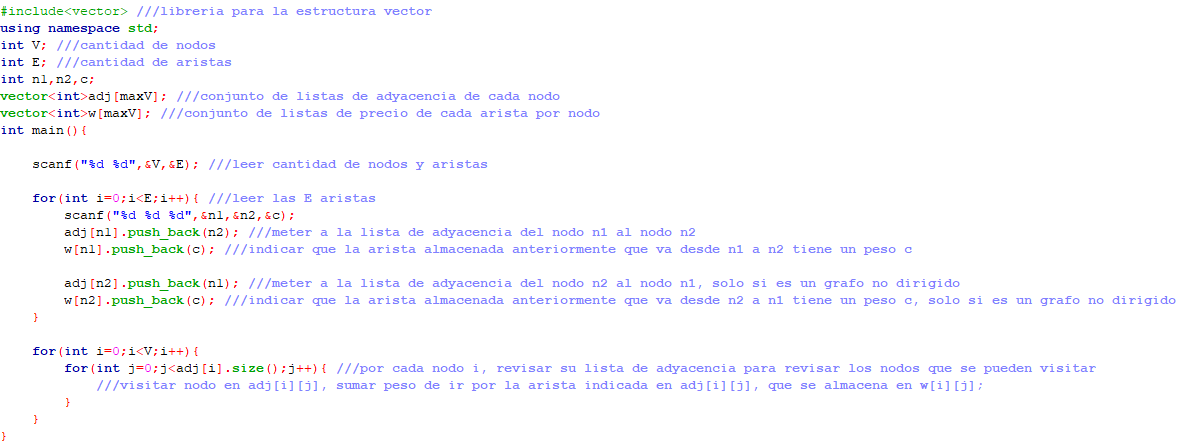 #include<vector> ///libreria para la estructura vector
using namespace std;
int V; ///cantidad de nodos
int E; ///cantidad de aristas
int n1,n2,c;
vector<int>adj[maxV]; ///conjunto de listas de adyacencia de cada nodo
vector<int>w[maxV]; ///conjunto de listas de precio de cada arista por nodo
int main(){
scanf("%d %d",&V,&E); ///leer cantidad de nodos y aristas
for(int i=0;i<E;i++){ ///leer las E aristas
scanf("%d %d %d",&n1,&n2,&c);
adj[n1].push_back(n2); ///meter a la lista de adyacencia del nodo n1 al nodo n2
w[n1].push_back(c); ///indicar que la arista almacenada anteriormente que va desde n1 a n2 tiene un peso c
adj[n2].push_back(n1); ///meter a la lista de adyacencia del nodo n2 al nodo n1, solo si es un grafo no dirigido
w[n2].push_back(c); ///indicar que la arista almacenada anteriormente que va desde n2 a n1 tiene un peso c, solo si es un grafo no dirigido
}
for(int i=0;i<V;i++){
for(int j=0;j<adj[i].size();j++){ ///por cada nodo i, revisar su lista de adyacencia para revisar los nodos que se pueden visitar
///visitar nodo en adj[i][j], sumar peso de ir por la arista indicada en adj[i][j], que se almacena en w[i][j];
}
}
}